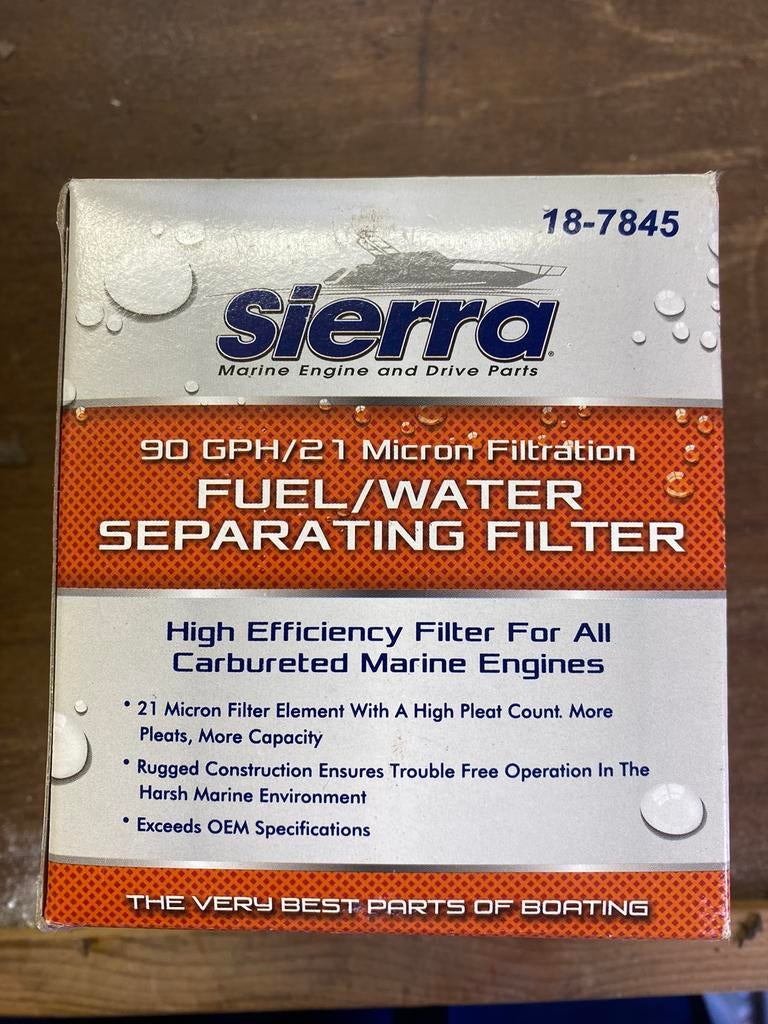 18-7845
Sierra®
Marine Engine and Drive Parts
90 GPH/21 Micron Filtration
FUEL/WATER
SEPARATING FILTER
High Efficiency Filter For All
Carbureted Marine Engines
• 21 Micron Filter Element With A High Pleat Count. More
Pleats, More Capacity
• Rugged Construction Ensures Trouble Free Operation In The
Harsh Marine Environment
• Exceeds OEM Specifications
THE VERY BEST PARTS OF BOATING